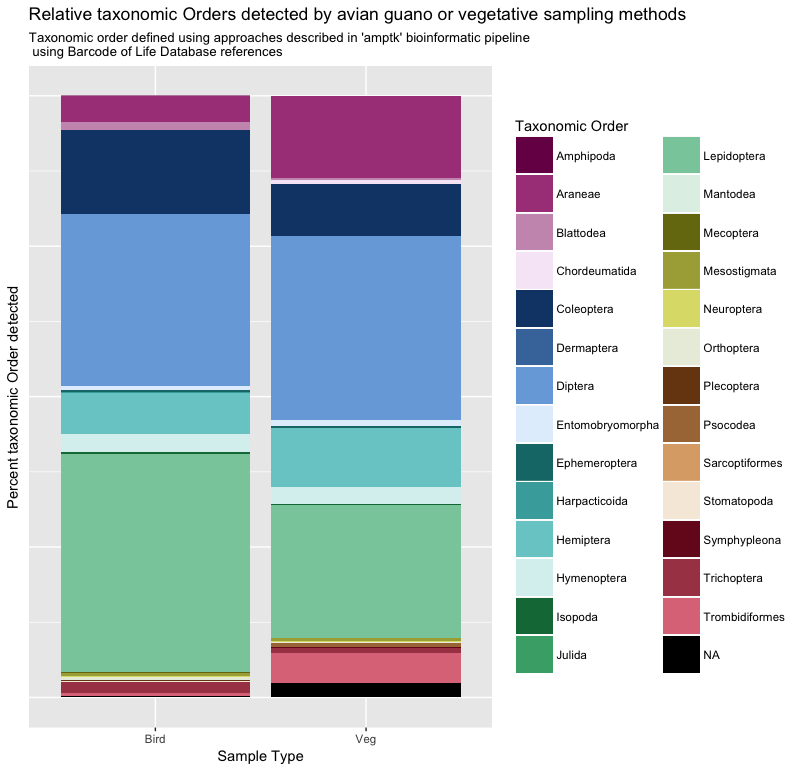 Relative taxonomic Orders detected by avian guano or vegetative sampling methods
Taxonomic order defined using approaches described in 'amptk' bioinformatic pipeline
using Barcode of Life Database references
Percent taxonomic Order detected
Bird
Veg
Sample Type
Taxonomic Order
Amphipoda
Araneae
Blattodea
Chordeumatida
Coleoptera
Dermaptera
Diptera
Entomobryomorpha
Ephemeroptera
Harpacticoida
Hemiptera
Hymenoptera
Isopoda
Julida
Lepidoptera
Mantodea
Mecoptera
Mesostigmata
Neuroptera
Orthoptera
Plecoptera
Psocodea
Sarcoptiformes
Stomatopoda
Symphypleona
Trichoptera
Trombidiformes
NA